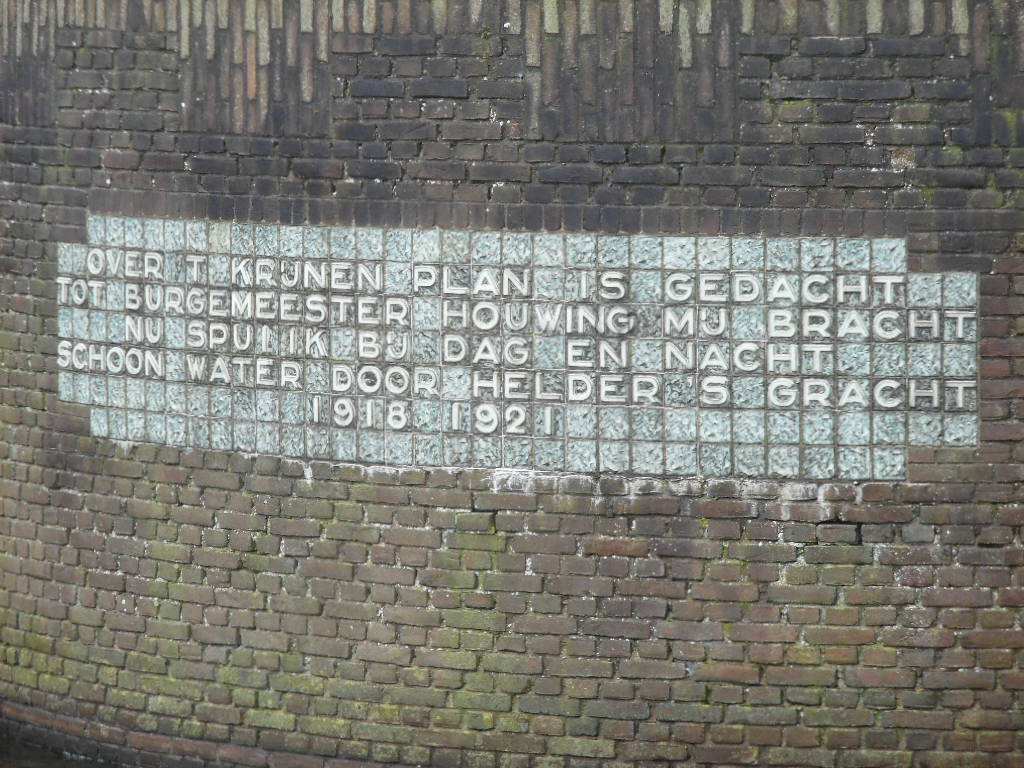 OVER 'T KRIJNEN PLAN IS GEDACHT
TOT BURGEMEESTER HOUWING MIJ BRACHT
NU SPUI IK BIJ DAG EN NACHT
SCHOON WATER DOOR HELDER'S GRACHT
1918 1921